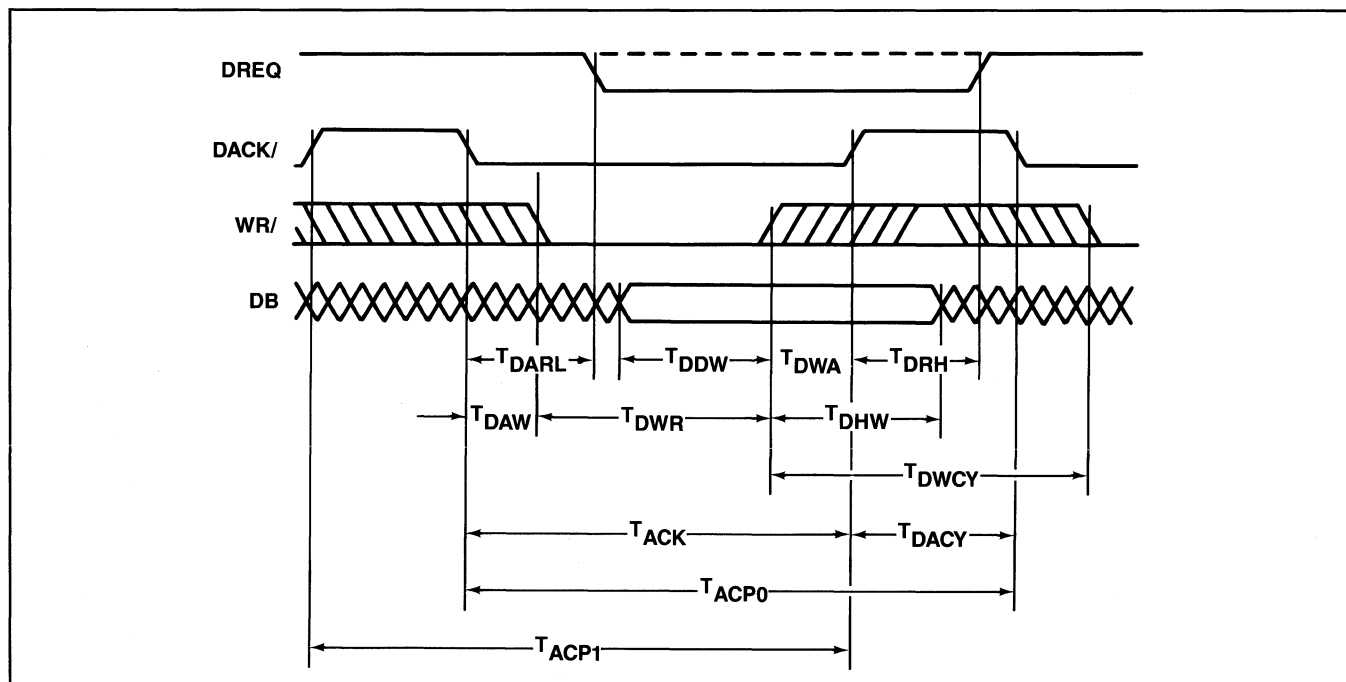 DREQ
DACK/
WR/
DB
TDARL TDDW TDWA TDRH
TDAW TDWR TDHW
TDWCY
TACK TDACY
TACP0
TACP1